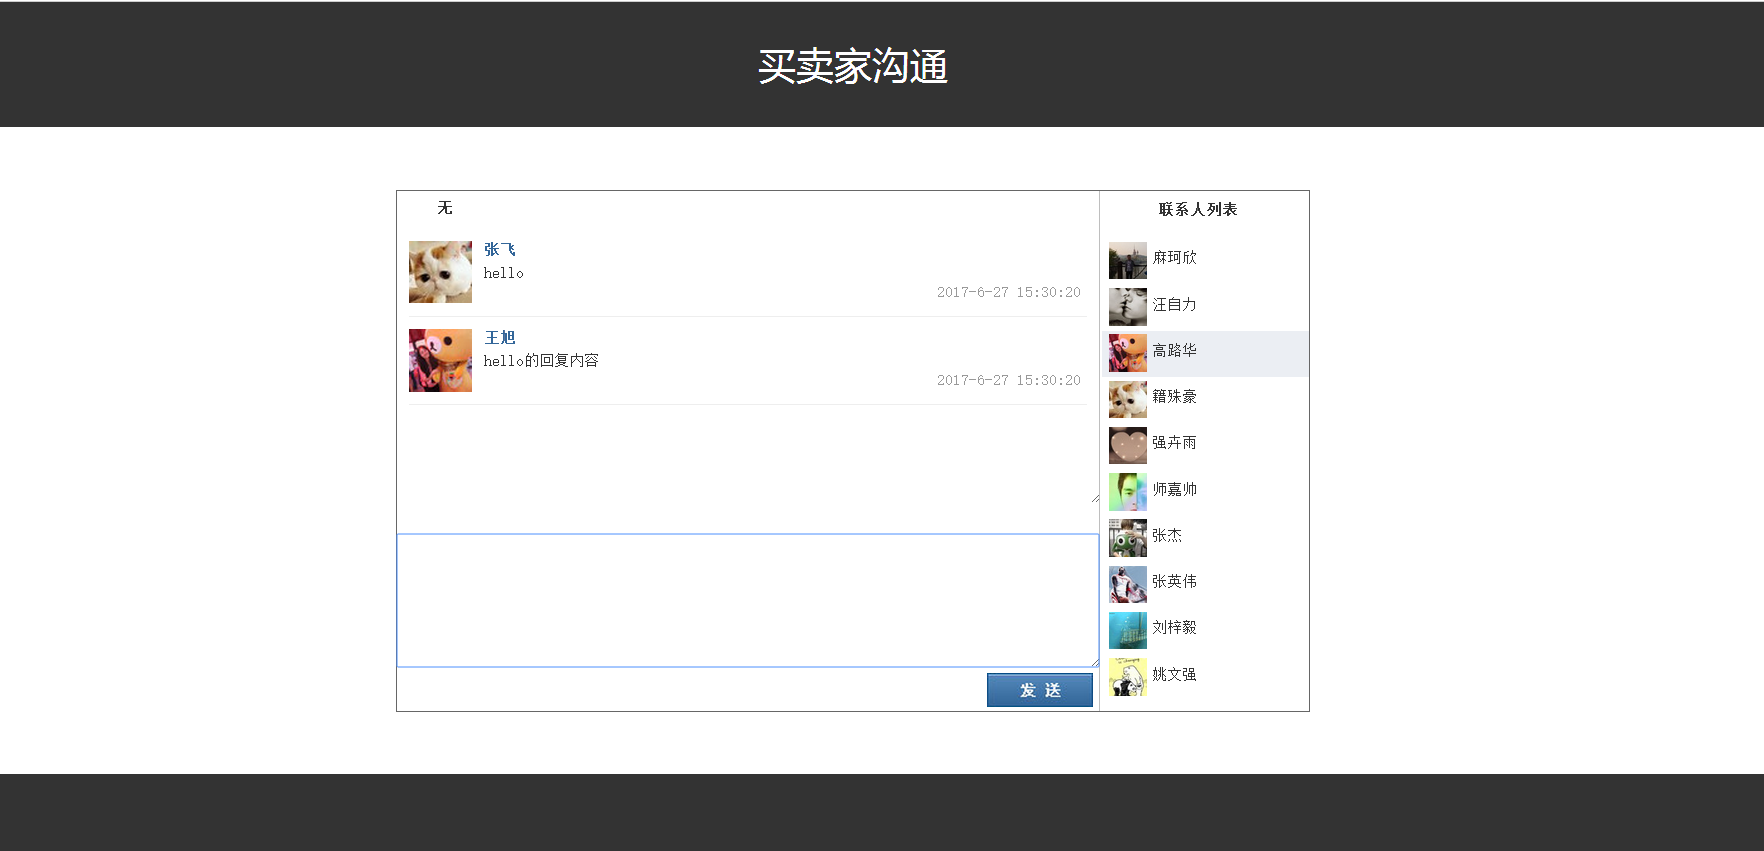 买卖家沟通
无
张飞
hello
2017-6-27 15:30:20
王旭
hello的回复内容
2017-6-27 15:30:20
发 送
联系人列表
麻珂欣
汪自力
高路华
籍殊豪
强卉雨
师嘉帅
张杰
张英伟
刘梓毅
姚文强